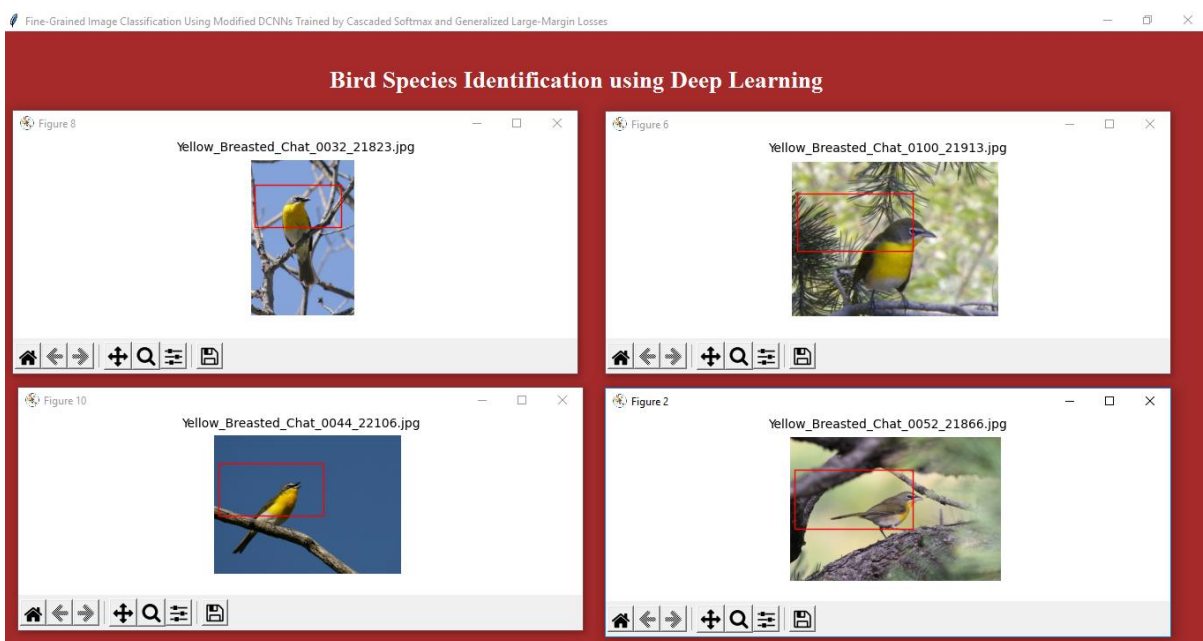 Fine-Grained Image Classification Using Modified DCNNs Trained by Cascaded Softmax and Generalized Large-Margin Losses
Bird Species Identification using Deep Learning
Figure 8
Yellow_Breasted_Chat_0032_21823.jpg
Figure 6
Yellow_Breasted_Chat_0100_21913.jpg
Figure 10
Yellow_Breasted_Chat_0044_22106.jpg
Figure 2
Yellow_Breasted_Chat_0052_21866.jpg